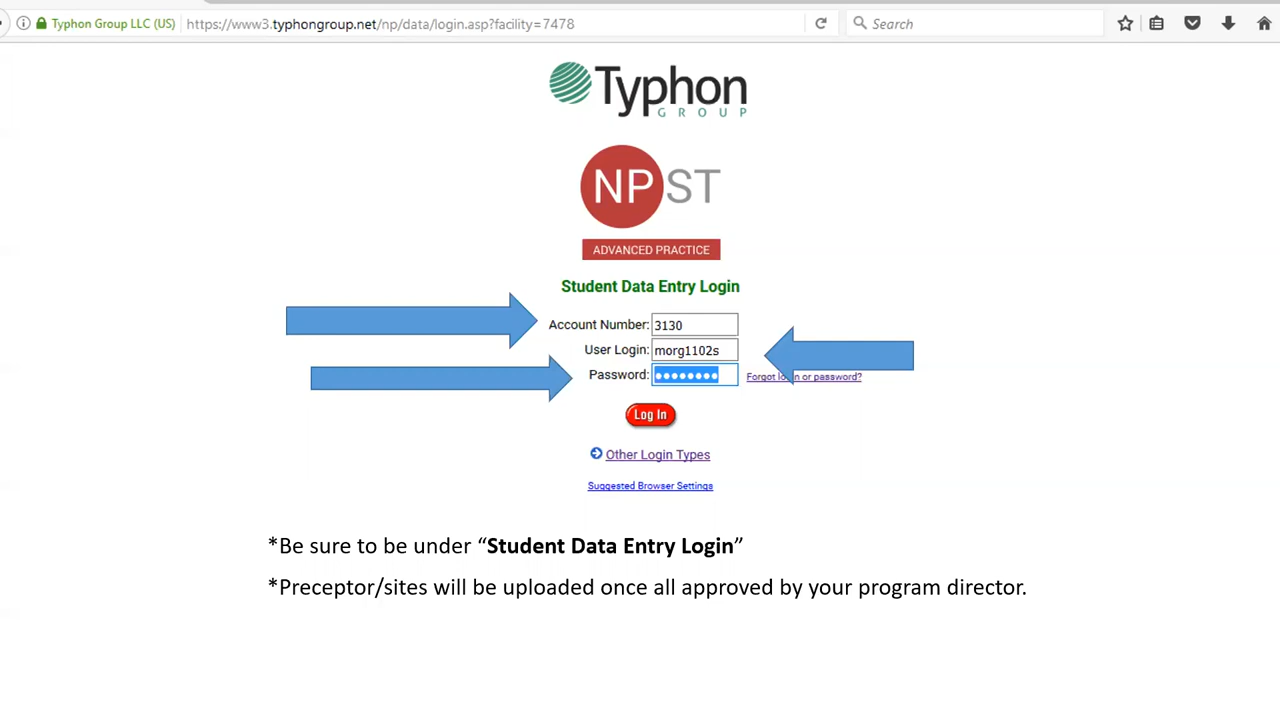 Typhon Group LLC (US) https://www3.typhongroup.net/np/data/login.asp?facility=7478 Search
Typhon
GROUP
NPST
ADVANCED PRACTICE
Student Data Entry Login
Account Number: 3130
User Login: morg1102s
Password: ●●●●●●●●
Forgot login or password?
Log In
Other Login Types
Suggested Browser Settings
*Be sure to be under “Student Data Entry Login”
*Preceptor/sites will be uploaded once all approved by your program director.